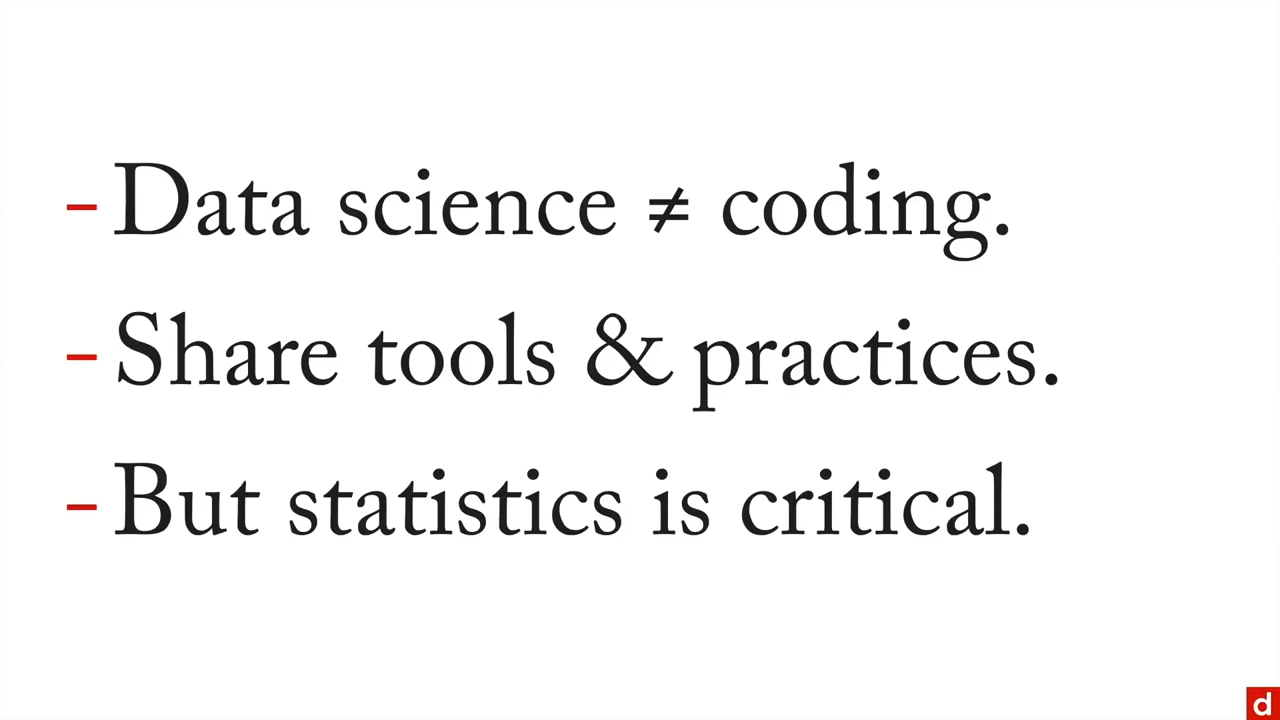 - Data science ≠ coding.
- Share tools & practices.
- But statistics is critical.
d